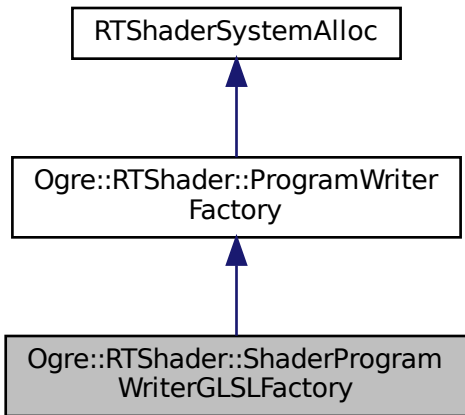 RTShaderSystemAlloc
Ogre::RTShader::ProgramWriter
Factory
Ogre::RTShader::ShaderProgram
WriterGLSLFactory